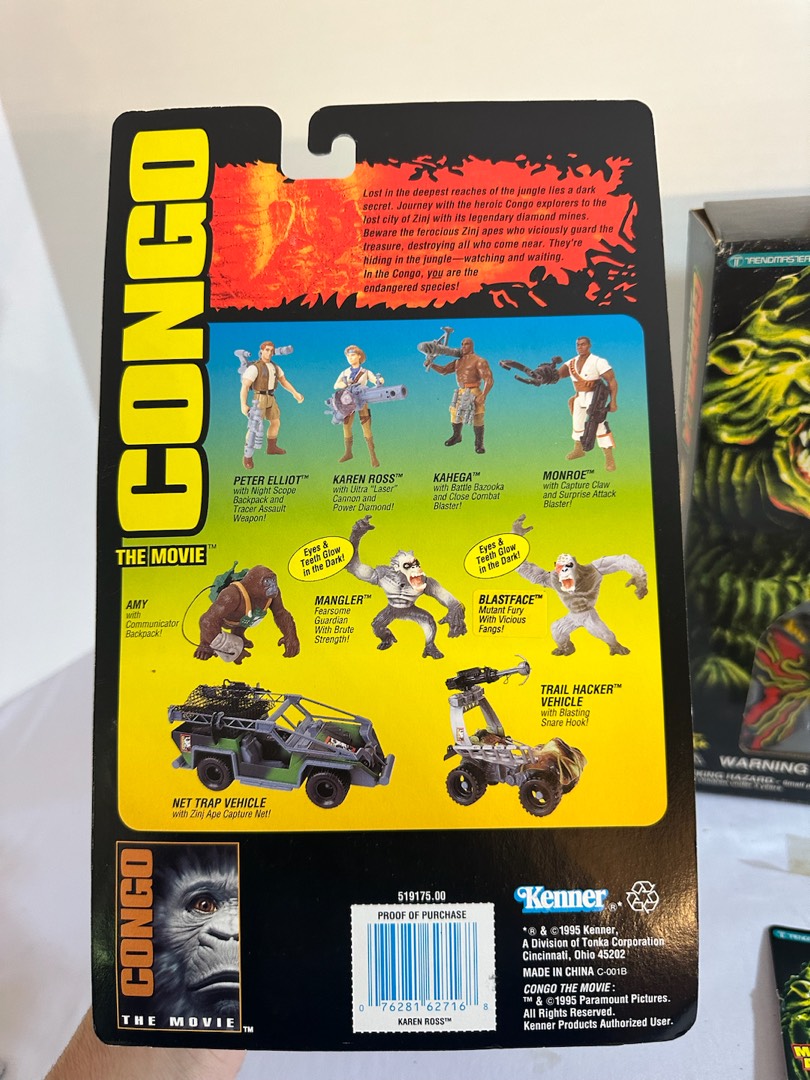 CONGO
THE MOVIE™
Lost in the deepest reaches of the jungle lies a dark
secret. Journey with the heroic Congo explorers to the
lost city of Zinj with its legendary diamond mines.
Beware the ferocious Zinj apes who viciously guard the
treasure, destroying all who come near. They're
hiding in the jungle—watching and waiting.
In the Congo, you are the
endangered species!
PETER ELLIOT™
with Night Scope
Backpack and
Tracer Assault
Weapon!
KAREN ROSS™
with Ultra "Laser"
Cannon and
Power Diamond!
KAHEGA™
with Battle Bazooka
and Close Combat
Blaster!
MONROE™
with Capture Claw
and Surprise Attack
Blaster!
AMY
with
Communicator
Backpack!
Eyes &
Teeth Glow
in the Dark!
MANGLER™
Fearsome
Guardian
With Brute
Strength!
Eyes &
Teeth Glow
in the Dark!
BLASTFACE™
Mutant Fury
With Vicious
Fangs!
NET TRAP VEHICLE
with Zinj Ape Capture Net!
TRAIL HACKER™
VEHICLE
with Blasting
Snare Hook!
CONGO
THE MOVIE™
519175.00
PROOF OF PURCHASE
0 76281 62716 8
KAREN ROSS™
Kenner®*
*® & ©1995 Kenner,
A Division of Tonka Corporation
Cincinnati, Ohio 45202
MADE IN CHINA C-001B
CONGO THE MOVIE:
™ & ©1995 Paramount Pictures.
All Rights Reserved.
Kenner Products Authorized User.
TRENDMASTER
WARNING
KING HAZARD